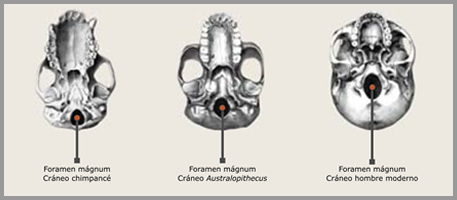 Foramen mágnum
Cráneo chimpancé
Foramen mágnum
Cráneo Australopithecus
Foramen mágnum
Cráneo hombre moderno